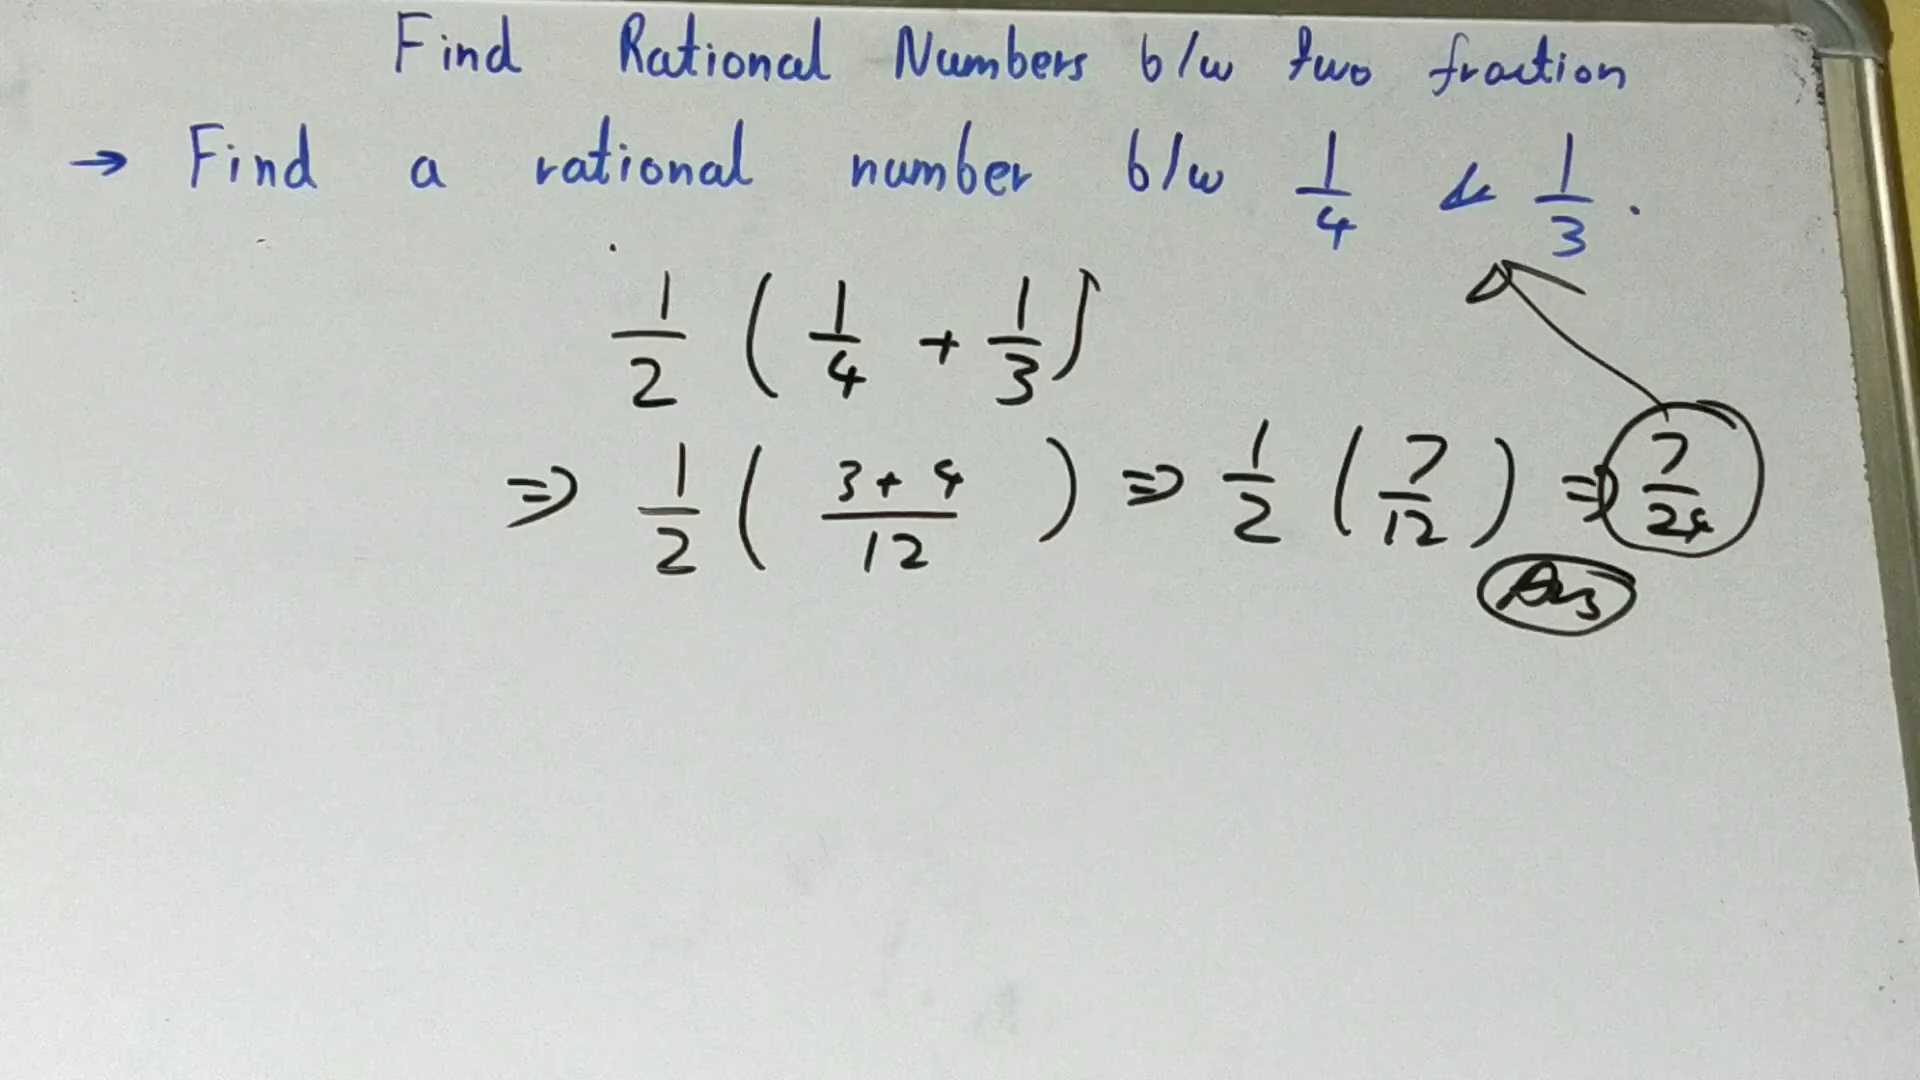 Find Rational Numbers b/w two fraction
→ Find a rational number b/w 1/4 & 1/3.
1/2 (1/4 + 1/3)
⇒ 1/2 (3+4/12) ⇒ 1/2 (7/12) ⇒ 7/24
Ans